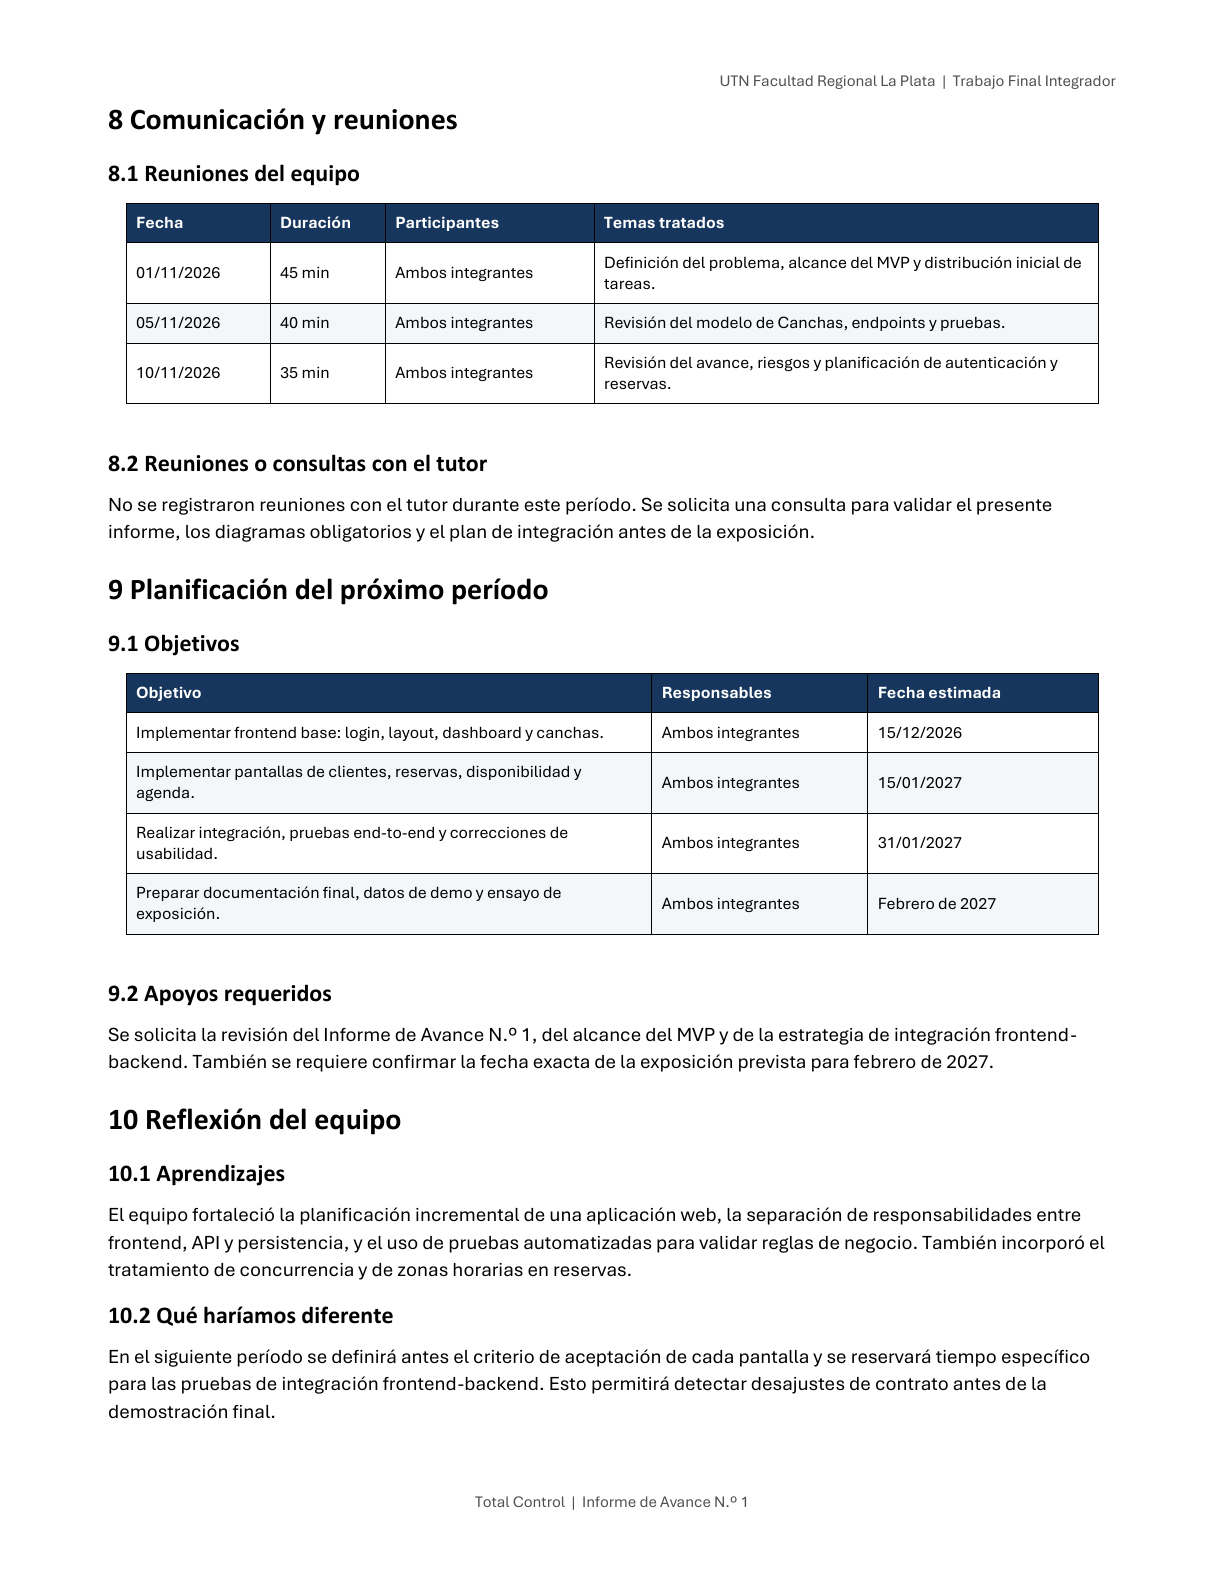 UTN Facultad Regional La Plata | Trabajo Final Integrador
8 Comunicación y reuniones
8.1 Reuniones del equipo
Fecha Duración Participantes Temas tratados
01/11/2026 45 min Ambos integrantes Definición del problema, alcance del MVP y distribución inicial de
tareas.
05/11/2026 40 min Ambos integrantes Revisión del modelo de Canchas, endpoints y pruebas.
10/11/2026 35 min Ambos integrantes Revisión del avance, riesgos y planificación de autenticación y
reservas.
8.2 Reuniones o consultas con el tutor
No se registraron reuniones con el tutor durante este período. Se solicita una consulta para validar el presente
informe, los diagramas obligatorios y el plan de integración antes de la exposición.
9 Planificación del próximo período
9.1 Objetivos
Objetivo Responsables Fecha estimada
Implementar frontend base: login, layout, dashboard y canchas. Ambos integrantes 15/12/2026
Implementar pantallas de clientes, reservas, disponibilidad y
agenda. Ambos integrantes 15/01/2027
Realizar integración, pruebas end-to-end y correcciones de
usabilidad. Ambos integrantes 31/01/2027
Preparar documentación final, datos de demo y ensayo de
exposición. Ambos integrantes Febrero de 2027
9.2 Apoyos requeridos
Se solicita la revisión del Informe de Avance N.º 1, del alcance del MVP y de la estrategia de integración frontend-
backend. También se requiere confirmar la fecha exacta de la exposición prevista para febrero de 2027.
10 Reflexión del equipo
10.1 Aprendizajes
El equipo fortaleció la planificación incremental de una aplicación web, la separación de responsabilidades entre
frontend, API y persistencia, y el uso de pruebas automatizadas para validar reglas de negocio. También incorporó el
tratamiento de concurrencia y de zonas horarias en reservas.
10.2 Qué haríamos diferente
En el siguiente período se definirá antes el criterio de aceptación de cada pantalla y se reservará tiempo específico
para las pruebas de integración frontend-backend. Esto permitirá detectar desajustes de contrato antes de la
demostración final.
Total Control | Informe de Avance N.º 1